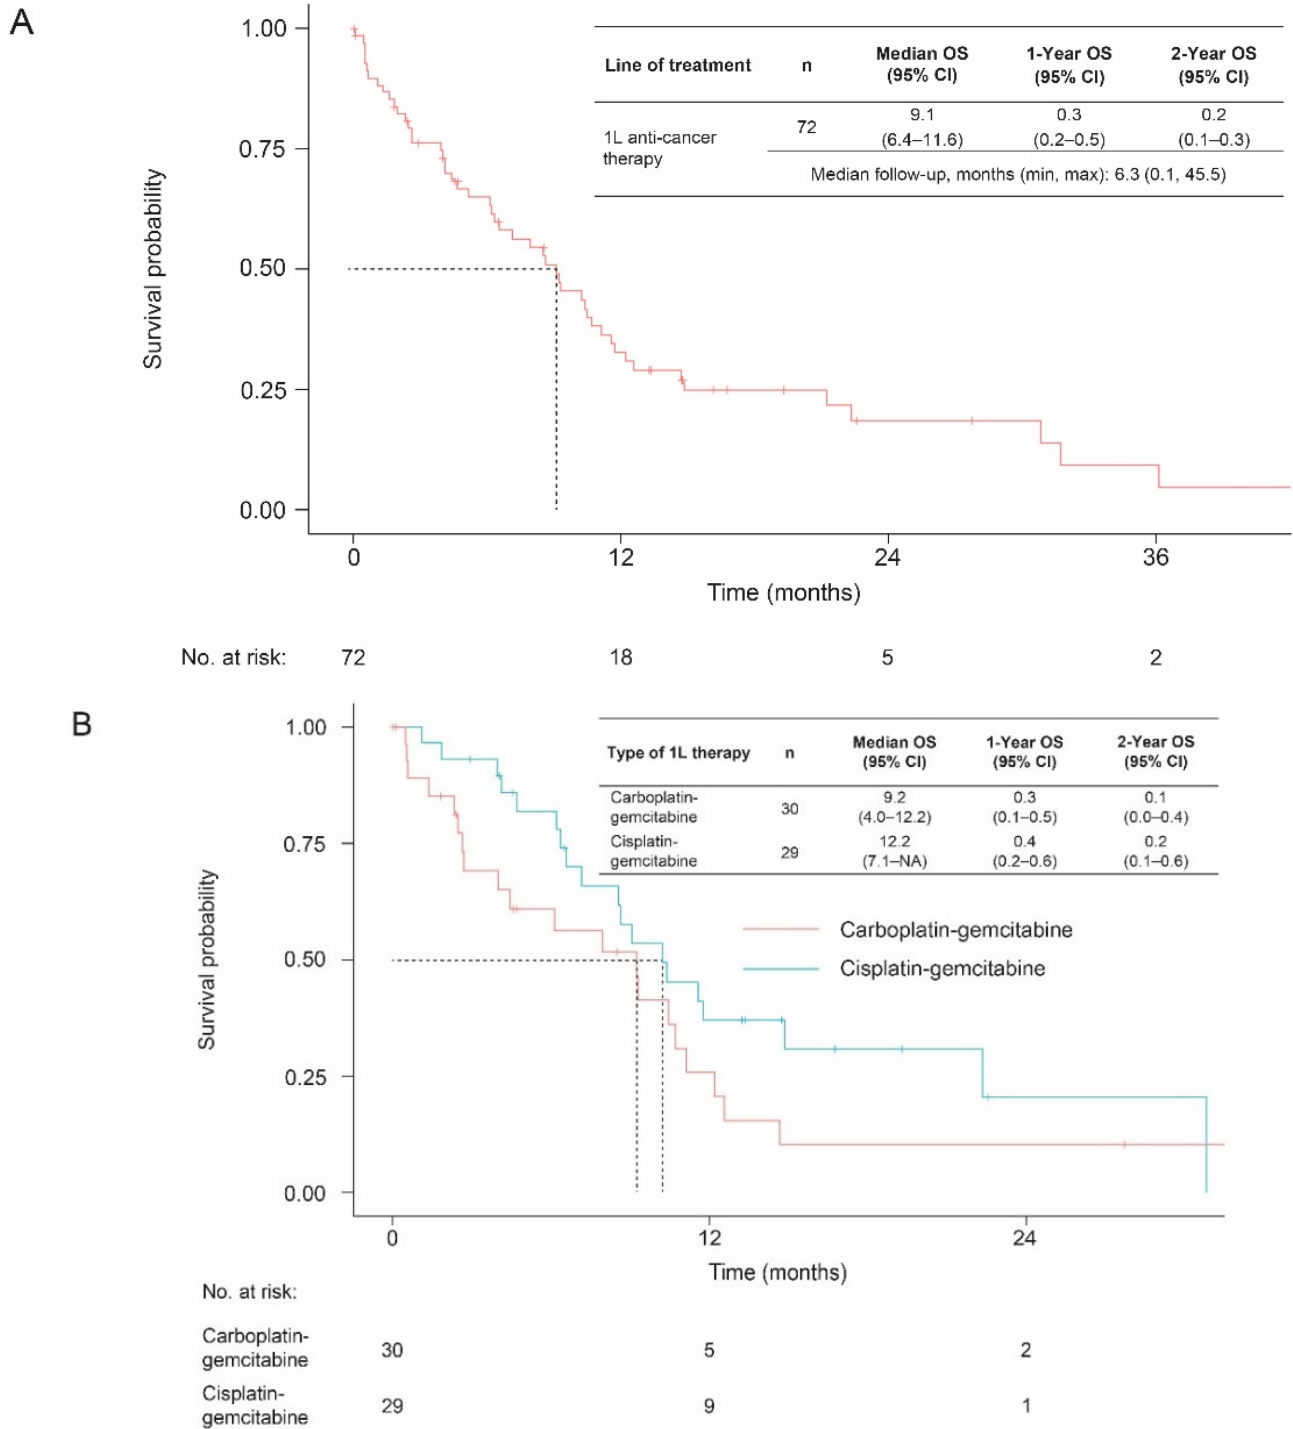 A
1.00
0.75
0.50
0.25
0.00
Survival probability
Line of treatment n Median OS (95% CI) 1-Year OS (95% CI) 2-Year OS (95% CI)
1L anti-cancer therapy 72 9.1 (6.4–11.6) 0.3 (0.2–0.5) 0.2 (0.1–0.3)
Median follow-up, months (min, max): 6.3 (0.1, 45.5)
0 12 24 36
Time (months)
No. at risk: 72 18 5 2
B
1.00
0.75
0.50
0.25
0.00
Survival probability
Type of 1L therapy n Median OS (95% CI) 1-Year OS (95% CI) 2-Year OS (95% CI)
Carboplatin-gemcitabine 30 9.2 (4.0–12.2) 0.3 (0.1–0.5) 0.1 (0.0–0.4)
Cisplatin-gemcitabine 29 12.2 (7.1–NA) 0.4 (0.2–0.6) 0.2 (0.1–0.6)
Carboplatin-gemcitabine
Cisplatin-gemcitabine
0 12 24
Time (months)
No. at risk:
Carboplatin-gemcitabine 30 5 2
Cisplatin-gemcitabine 29 9 1